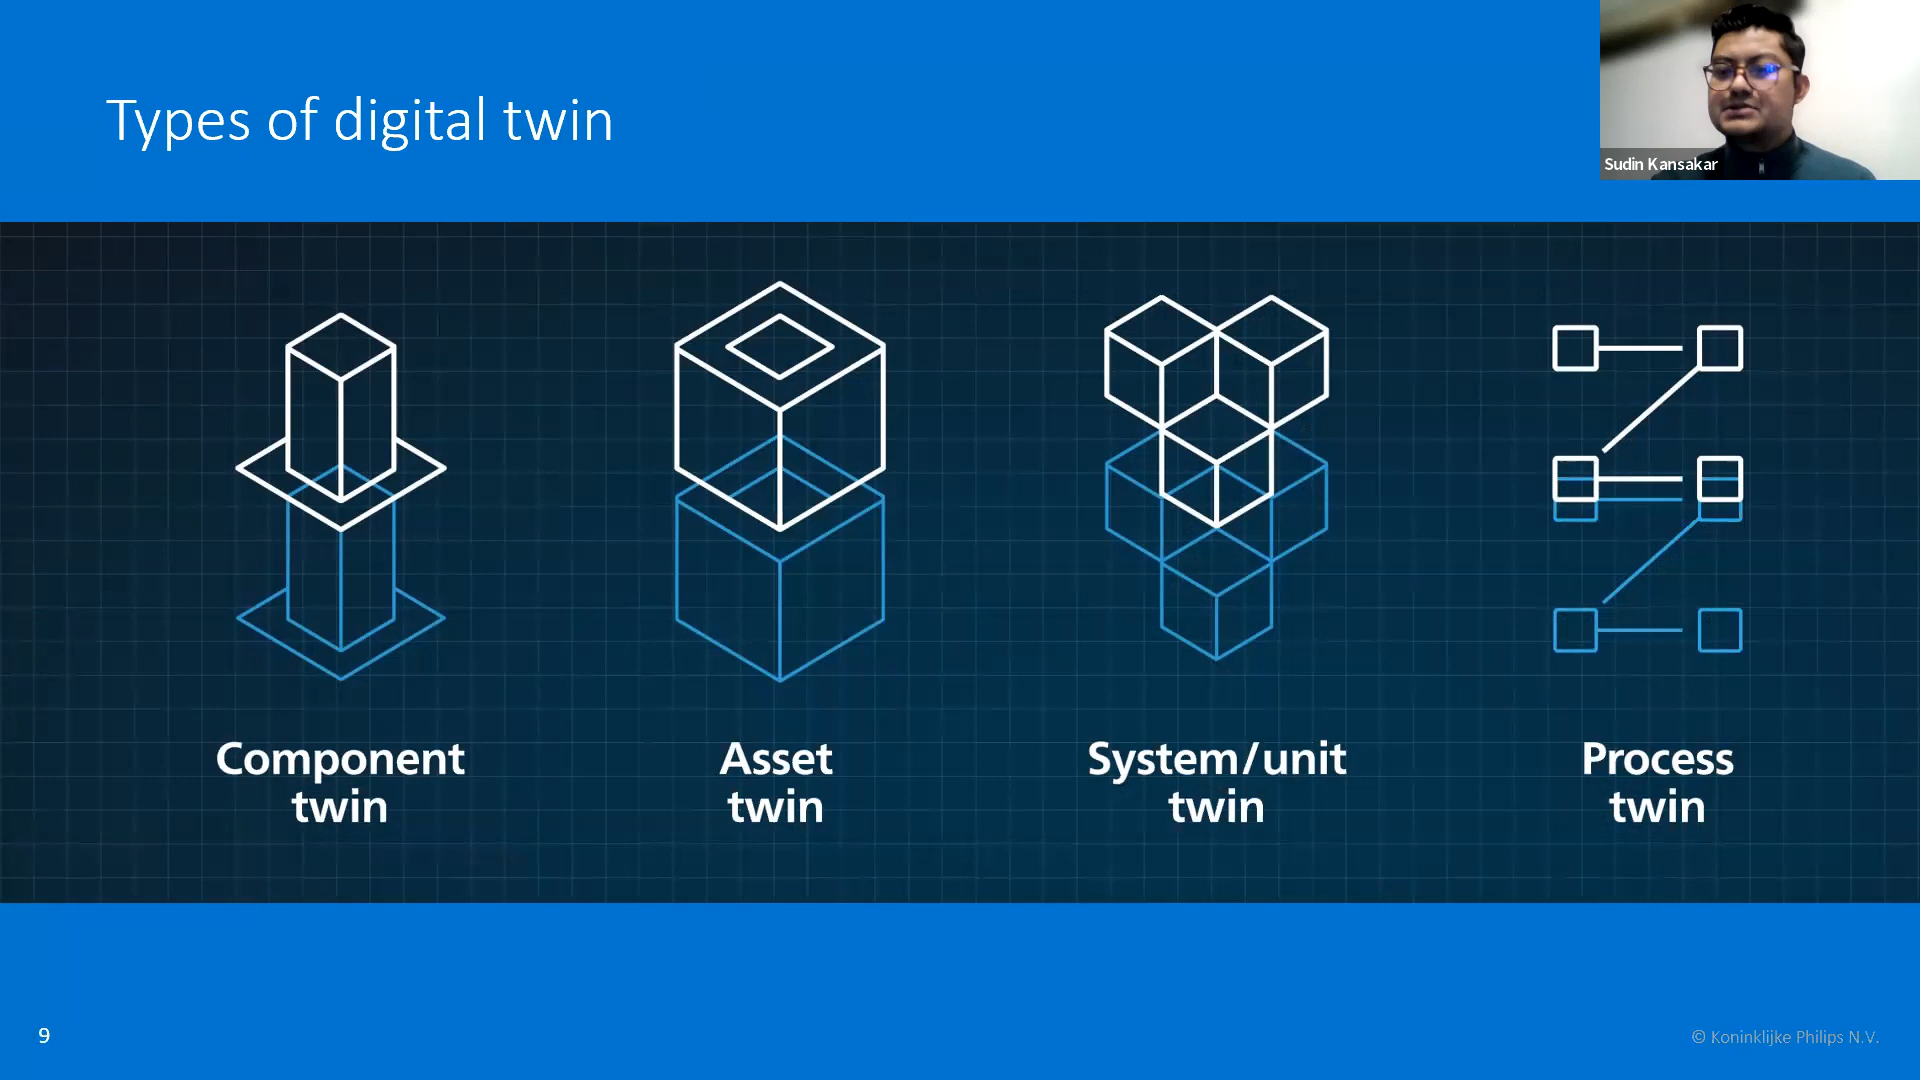 Types of digital twin
Sudin Kansakar
Component
twin
Asset
twin
System/unit
twin
Process
twin
9
© Koninklijke Philips N.V.